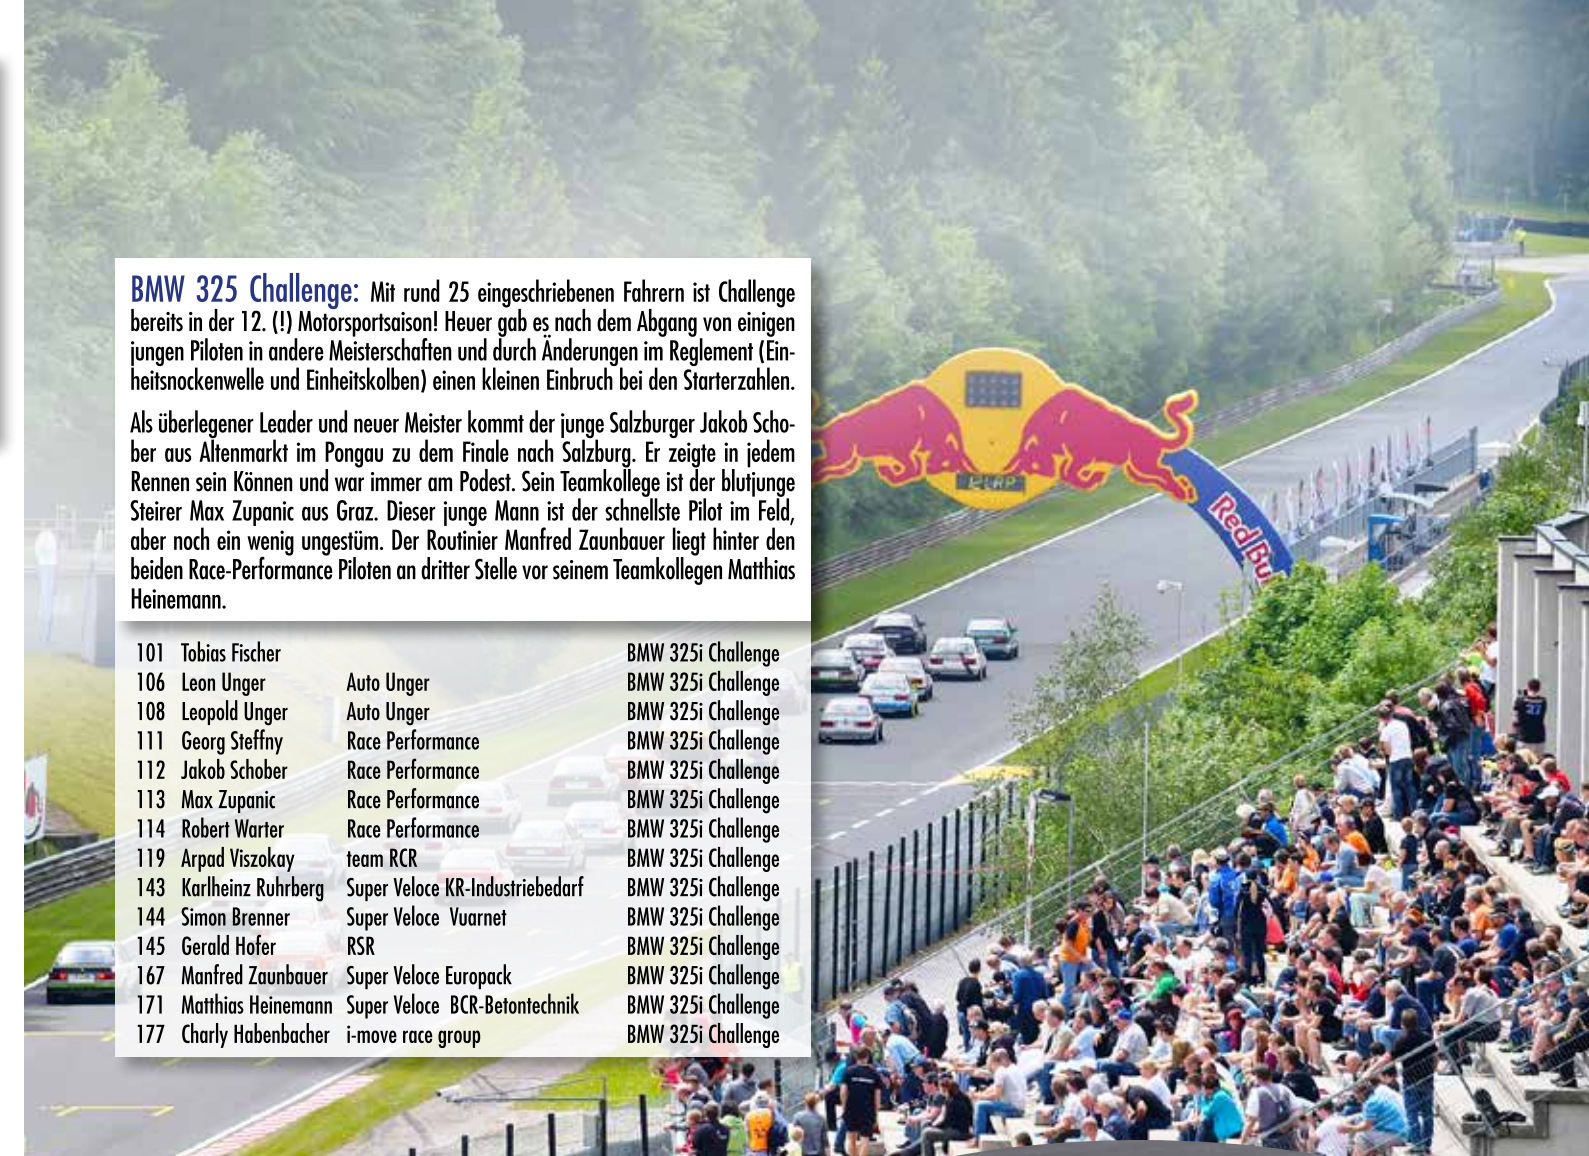 BMW 325 Challenge: Mit rund 25 eingeschriebenen Fahrern ist Challenge
bereits in der 12. (!) Motorsportsaison! Heuer gab es nach dem Abgang von einigen
jungen Piloten in andere Meisterschaften und durch Änderungen im Reglement (Ein-
heitsnockenwelle und Einheitskolben) einen kleinen Einbruch bei den Starterzahlen.
Als überlegener Leader und neuer Meister kommt der junge Salzburger Jakob Scho-
ber aus Altenmarkt im Pongau zu dem Finale nach Salzburg. Er zeigte in jedem
Rennen sein Können und war immer am Podest. Sein Teamkollege ist der blutjunge
Steirer Max Zupanic aus Graz. Dieser junge Mann ist der schnellste Pilot im Feld,
aber noch ein wenig ungestüm. Der Routinier Manfred Zaunbauer liegt hinter den
beiden Race-Performance Piloten an dritter Stelle vor seinem Teamkollegen Matthias
Heinemann.
101 Tobias Fischer BMW 325i Challenge
106 Leon Unger Auto Unger BMW 325i Challenge
108 Leopold Unger Auto Unger BMW 325i Challenge
111 Georg Steffny Race Performance BMW 325i Challenge
112 Jakob Schober Race Performance BMW 325i Challenge
113 Max Zupanic Race Performance BMW 325i Challenge
114 Robert Warter Race Performance BMW 325i Challenge
119 Arpad Viszokay team RCR BMW 325i Challenge
143 Karlheinz Ruhrberg Super Veloce KR-Industriebedarf BMW 325i Challenge
144 Simon Brenner Super Veloce Vuarnet BMW 325i Challenge
145 Gerald Hofer RSR BMW 325i Challenge
167 Manfred Zaunbauer Super Veloce Europack BMW 325i Challenge
171 Matthias Heinemann Super Veloce BCR-Betontechnik BMW 325i Challenge
177 Charly Habenbacher i-move race group BMW 325i Challenge
Red Bu